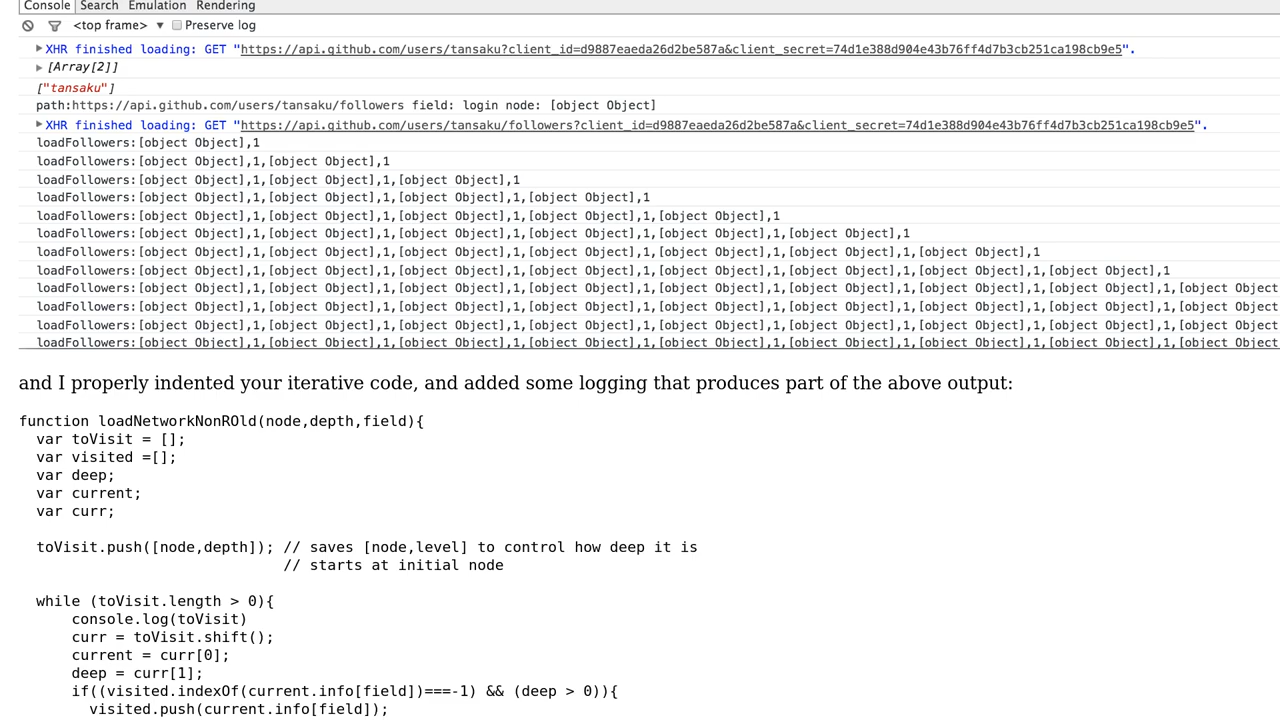 Console Search Emulation Rendering
<top frame> ▼ Preserve log
▶XHR finished loading: GET "https://api.github.com/users/tansaku?client_id=d9887eaeda26d2be587a&client_secret=74d1e388d904e43b76ff4d7b3cb251ca198cb9e5".
▶ [Array[2]]
["tansaku"]
path:https://api.github.com/users/tansaku/followers field: login node: [object Object]
▶XHR finished loading: GET "https://api.github.com/users/tansaku/followers?client_id=d9887eaeda26d2be587a&client_secret=74d1e388d904e43b76ff4d7b3cb251ca198cb9e5".
loadFollowers:[object Object],1
loadFollowers:[object Object],1,[object Object],1
loadFollowers:[object Object],1,[object Object],1,[object Object],1
loadFollowers:[object Object],1,[object Object],1,[object Object],1,[object Object],1
loadFollowers:[object Object],1,[object Object],1,[object Object],1,[object Object],1,[object Object],1
loadFollowers:[object Object],1,[object Object],1,[object Object],1,[object Object],1,[object Object],1,[object Object],1
loadFollowers:[object Object],1,[object Object],1,[object Object],1,[object Object],1,[object Object],1,[object Object],1,[object Object],1
loadFollowers:[object Object],1,[object Object],1,[object Object],1,[object Object],1,[object Object],1,[object Object],1,[object Object],1,[object Object],1
loadFollowers:[object Object],1,[object Object],1,[object Object],1,[object Object],1,[object Object],1,[object Object],1,[object Object],1,[object Object],1,[object Object
loadFollowers:[object Object],1,[object Object],1,[object Object],1,[object Object],1,[object Object],1,[object Object],1,[object Object],1,[object Object],1,[object Object
loadFollowers:[object Object],1,[object Object],1,[object Object],1,[object Object],1,[object Object],1,[object Object],1,[object Object],1,[object Object],1,[object Object
loadFollowers:[object Object],1,[object Object],1,[object Object],1,[object Object],1,[object Object],1,[object Object],1,[object Object],1,[object Object],1,[object Object
and I properly indented your iterative code, and added some logging that produces part of the above output:
function loadNetworkNonROld(node,depth,field){
  var toVisit = [];
  var visited =[];
  var deep;
  var current;
  var curr;
  toVisit.push([node,depth]); // saves [node,level] to control how deep it is
                              // starts at initial node
  while (toVisit.length > 0){
      console.log(toVisit)
      curr = toVisit.shift();
      current = curr[0];
      deep = curr[1];
      if((visited.indexOf(current.info[field])===-1) && (deep > 0)){
        visited.push(current.info[field]);